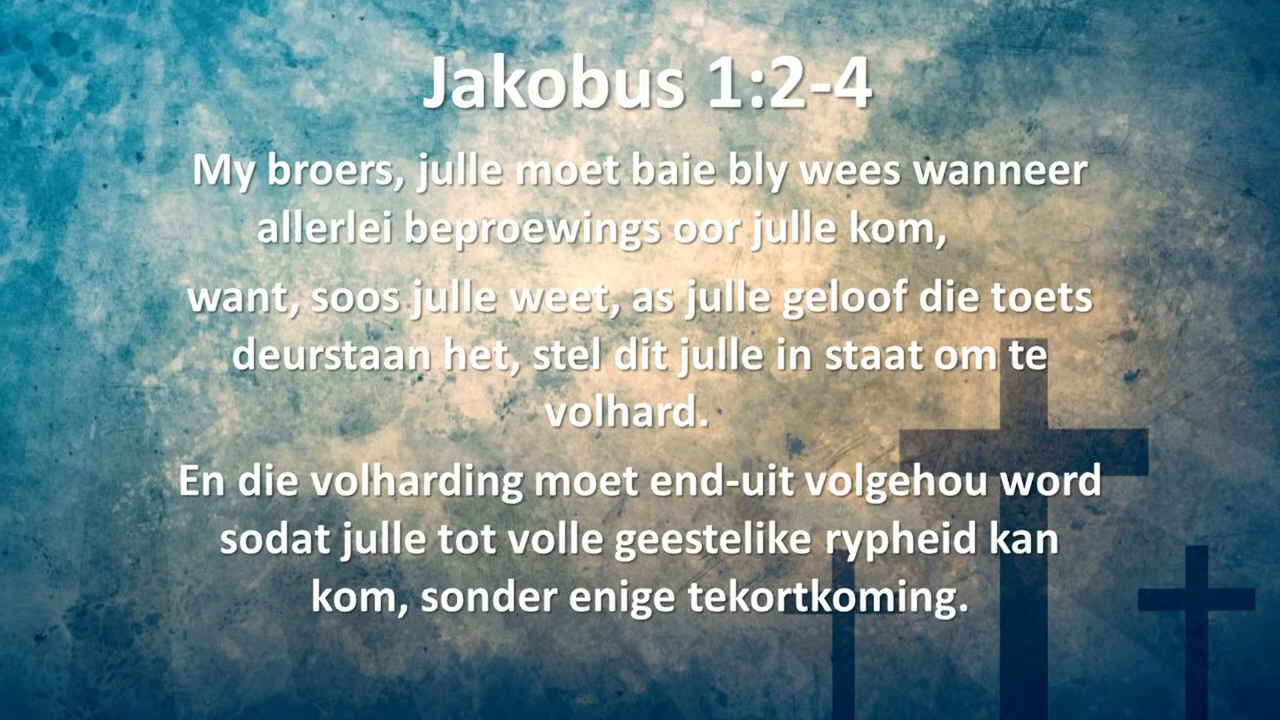 Jakobus 1:2-4
My broers, julle moet baie bly wees wanneer
allerlei beproewings oor julle kom,
want, soos julle weet, as julle geloof die toets
deurstaan het, stel dit julle in staat om te
volhard.
En die volharding moet end-uit volgehou word
sodat julle tot volle geestelike rypheid kan
kom, sonder enige tekortkoming.